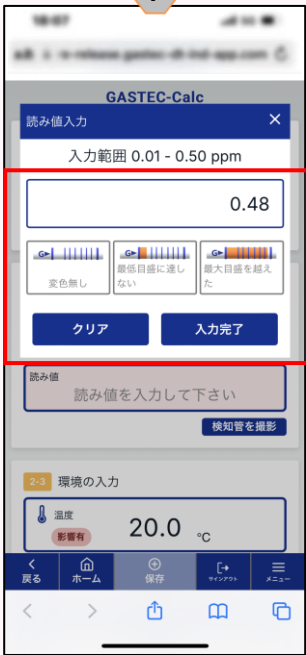 GASTEC-Calc
読み値入力 ×
入力範囲 0.01 - 0.50 ppm
0.48
G▶
変色無し
G▶
最低目盛に達し
ない
G▶
最大目盛を越え
た
クリア
入力完了
読み値
読み値を入力して下さい
検知管を撮影
2-3 環境の入力
温度
影響有
20.0 °C
戻る
ホーム
保存
サインアウト
メニュー